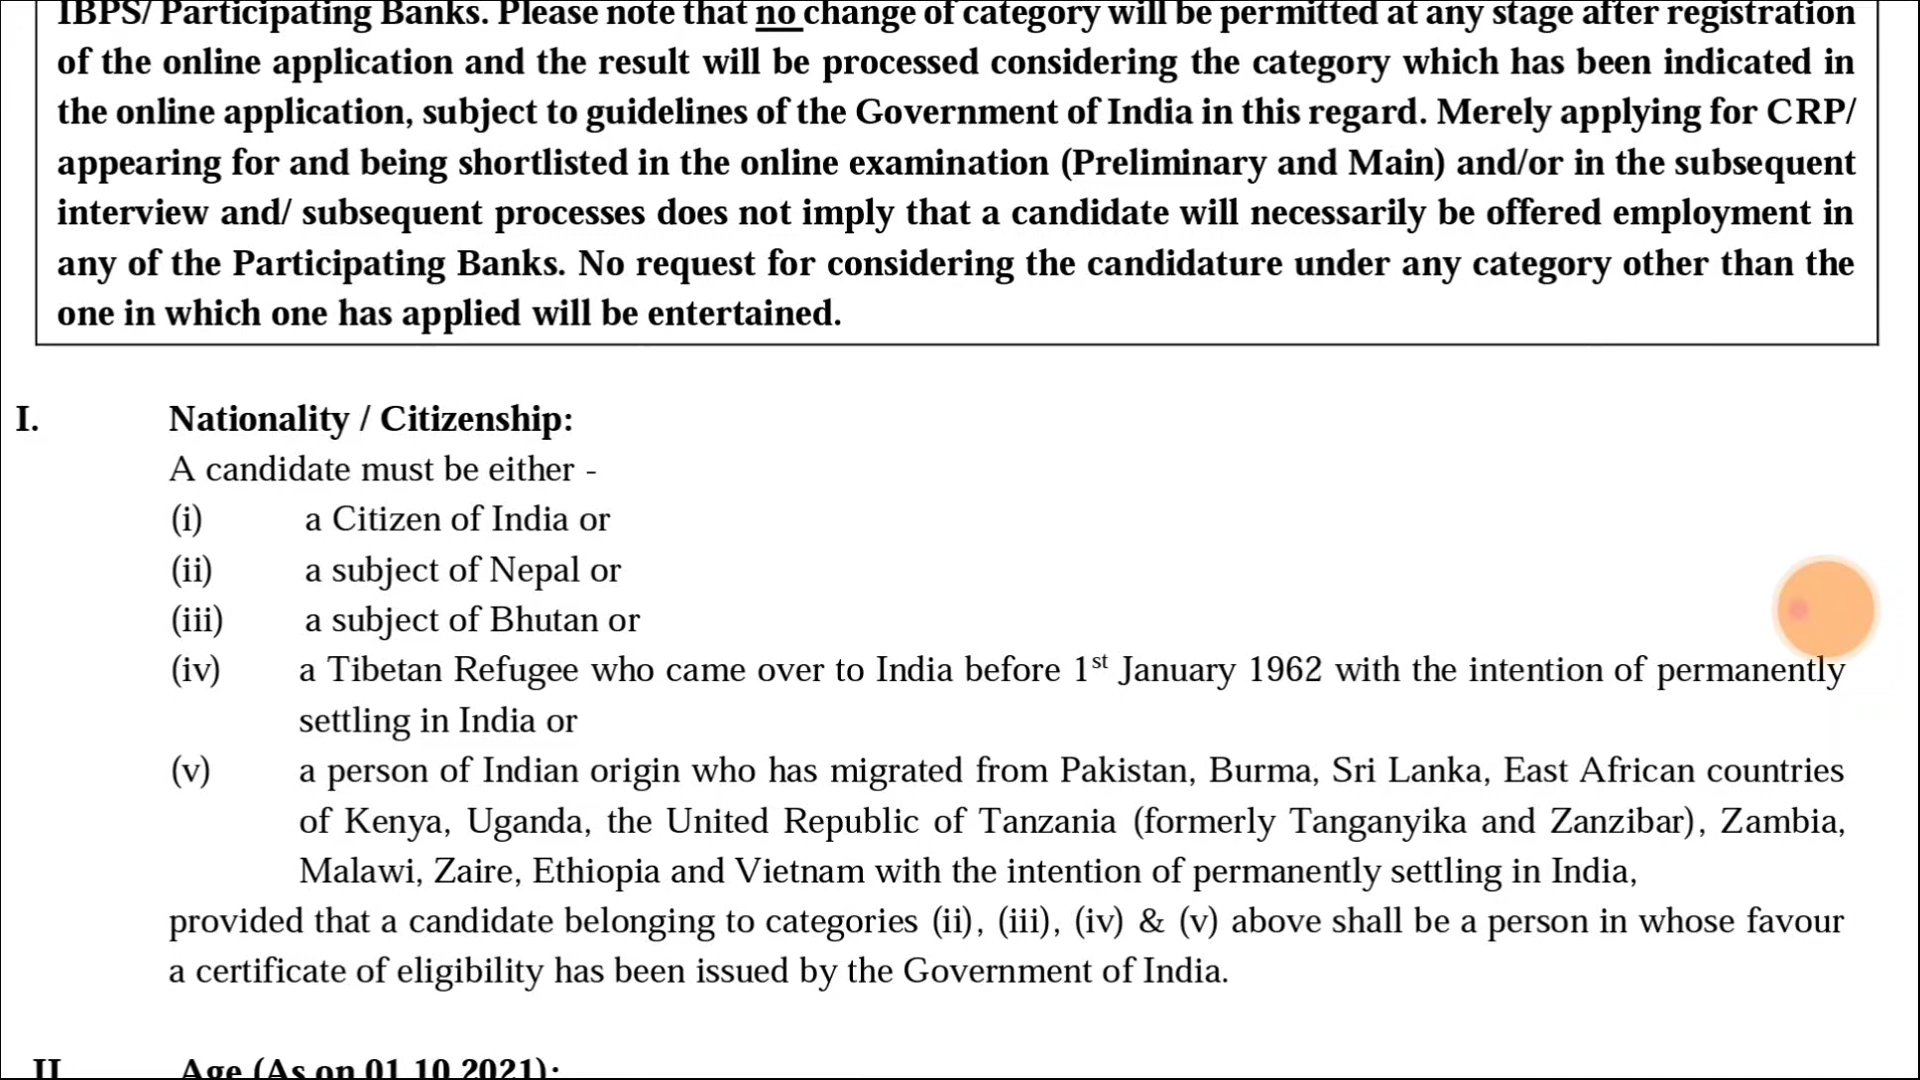 IBPS/ Participating Banks. Please note that no change of category will be permitted at any stage after registration
of the online application and the result will be processed considering the category which has been indicated in
the online application, subject to guidelines of the Government of India in this regard. Merely applying for CRP/
appearing for and being shortlisted in the online examination (Preliminary and Main) and/or in the subsequent
interview and/ subsequent processes does not imply that a candidate will necessarily be offered employment in
any of the Participating Banks. No request for considering the candidature under any category other than the
one in which one has applied will be entertained.
I. Nationality / Citizenship:
A candidate must be either -
(i) a Citizen of India or
(ii) a subject of Nepal or
(iii) a subject of Bhutan or
(iv) a Tibetan Refugee who came over to India before 1st January 1962 with the intention of permanently
settling in India or
(v) a person of Indian origin who has migrated from Pakistan, Burma, Sri Lanka, East African countries
of Kenya, Uganda, the United Republic of Tanzania (formerly Tanganyika and Zanzibar), Zambia,
Malawi, Zaire, Ethiopia and Vietnam with the intention of permanently settling in India,
provided that a candidate belonging to categories (ii), (iii), (iv) & (v) above shall be a person in whose favour
a certificate of eligibility has been issued by the Government of India.
II Age (As on 01.10.2021):